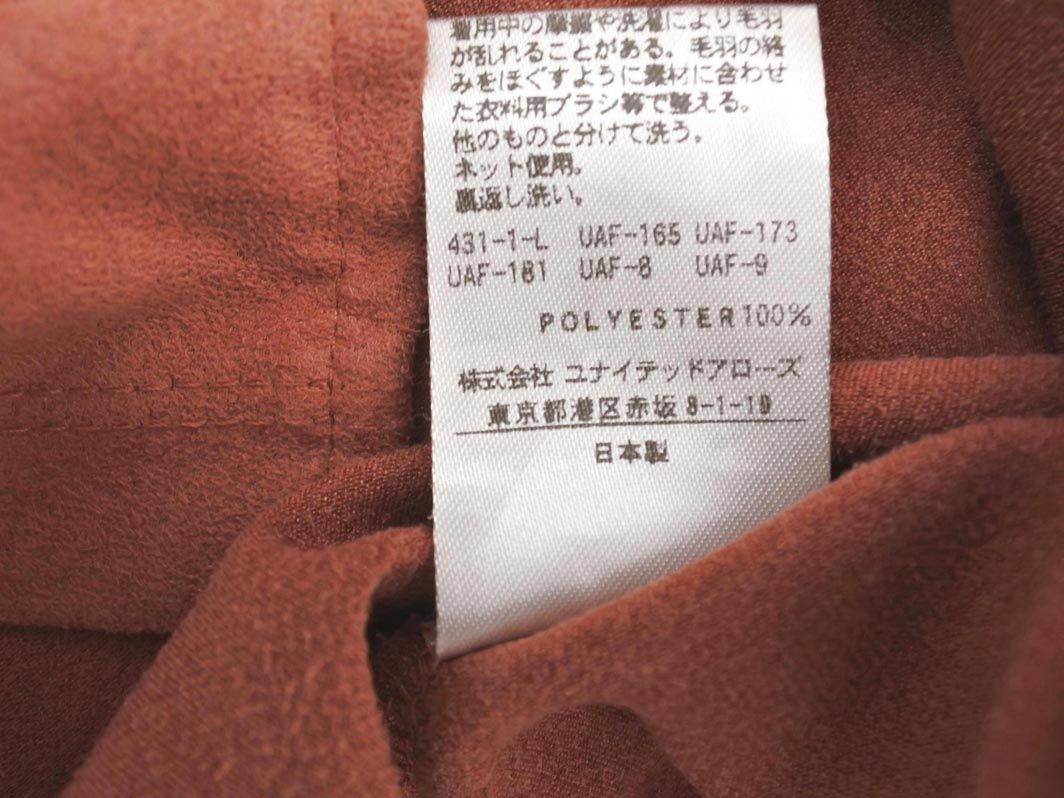 着用中の摩擦や洗濯により毛羽
が乱れることがある。毛羽の絡
みをほぐすように素材に合わせ
た衣料用ブラシ等で整える。
他のものと分けて洗う。
ネット使用。
裏返し洗い。
431-1-L UAF-165 UAF-173
UAF-181 UAF-8 UAF-9
POLYESTER100%
株式会社 ユナイテッドアローズ
東京都港区赤坂8-1-19
日本製